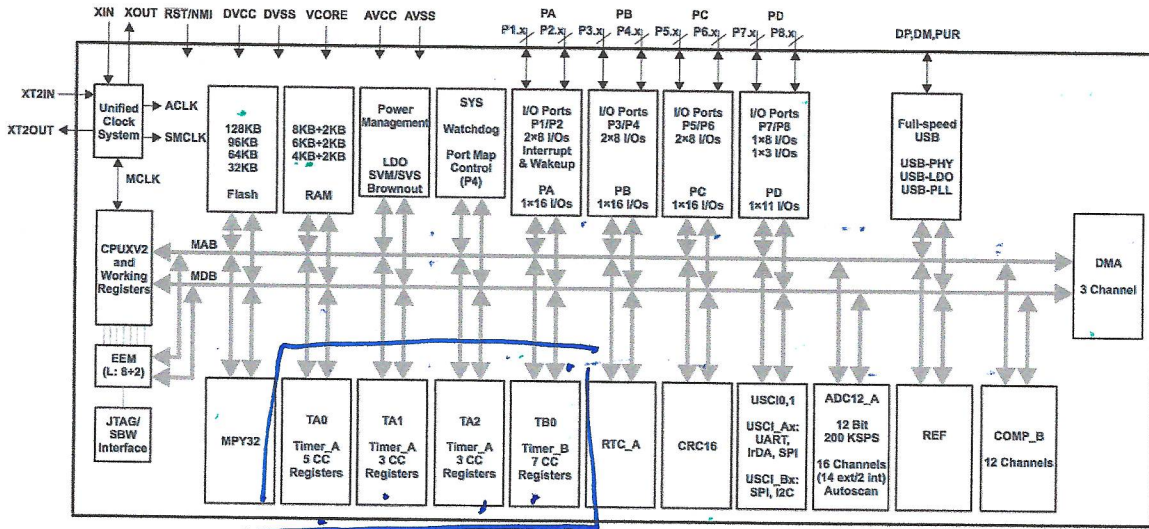 XIN XOUT RST/NMI DVCC DVSS VCORE AVCC AVSS
PA PB PC PD
P1.x P2.x P3.x P4.x P5.x P6.x P7.x P8.x
DP,DM,PUR
XT2IN
XT2OUT
Unified
Clock
System
ACLK
SMCLK
MCLK
128KB
96KB
64KB
32KB
Flash
8KB+2KB
6KB+2KB
4KB+2KB
RAM
Power
Management
LDO
SVM/SVS
Brownout
SYS
Watchdog
Port Map
Control
(P4)
I/O Ports
P1/P2
2×8 I/Os
Interrupt
& Wakeup
PA
1×16 I/Os
I/O Ports
P3/P4
2×8 I/Os
PB
1×16 I/Os
I/O Ports
P5/P6
2×8 I/Os
PC
1×16 I/Os
I/O Ports
P7/P8
1×8 I/Os
1×3 I/Os
PD
1×11 I/Os
Full-speed
USB
USB-PHY
USB-LDO
USB-PLL
CPUXV2
and
Working
Registers
MAB
MDB
DMA
3 Channel
EEM
(L: 8+2)
JTAG/
SBW
Interface
MPY32
TA0
Timer_A
5 CC
Registers
TA1
Timer_A
3 CC
Registers
TA2
Timer_A
3 CC
Registers
TB0
Timer_B
7 CC
Registers
RTC_A
CRC16
USCI0,1
USCI_Ax:
UART,
IrDA, SPI
USCI_Bx:
SPI, I2C
ADC12_A
12 Bit
200 KSPS
16 Channels
(14 ext/2 int)
Autoscan
REF
COMP_B
12 Channels